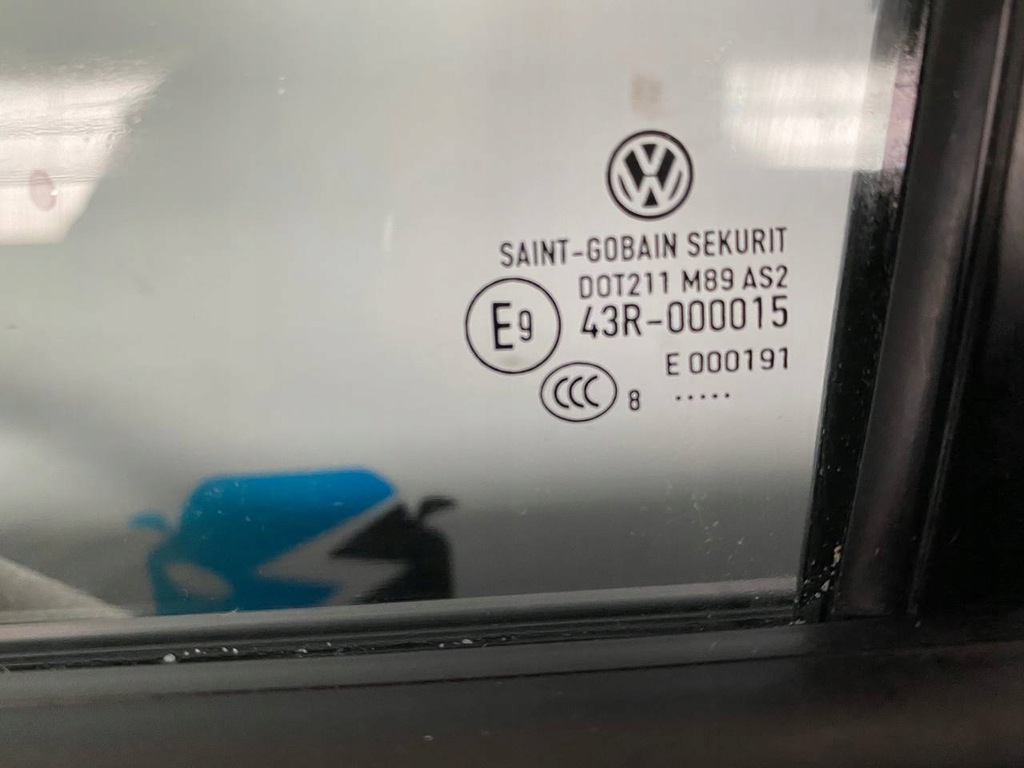 SAINT-GOBAIN SEKURIT
DOT211 M89 AS2
E9 43R-000015
E 000191
CCC 8 .....